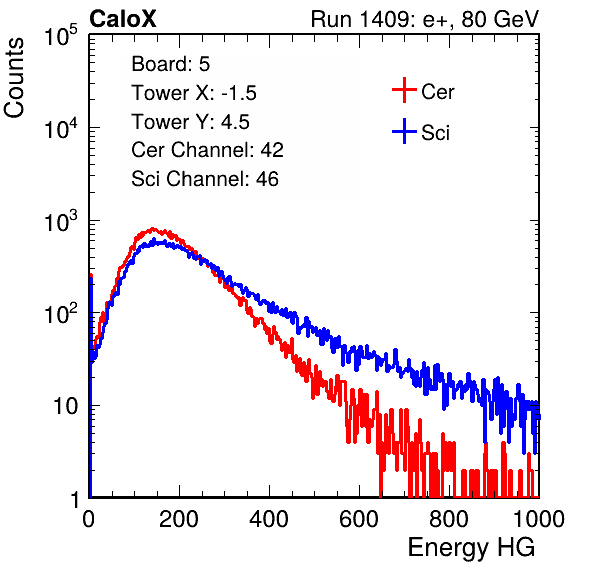 CaloX Run 1409: e+, 80 GeV
Counts
Board: 5
Tower X: -1.5
Tower Y: 4.5
Cer Channel: 42
Sci Channel: 46
Cer
Sci
10^5
10^4
10^3
10^2
10
1
0 200 400 600 800 1000
Energy HG